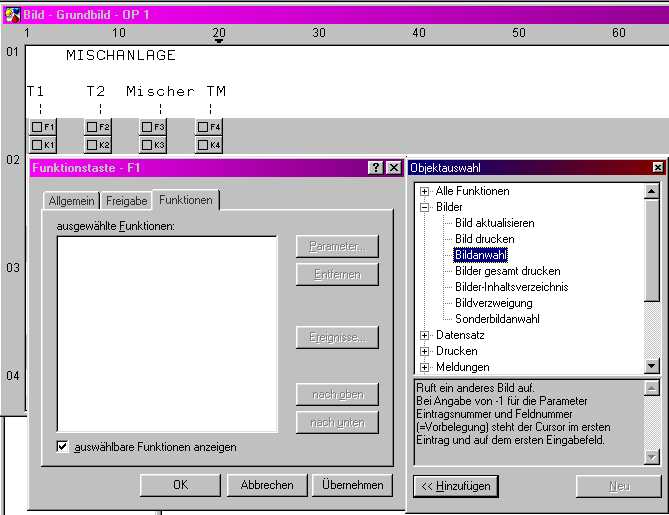 Bild - Grundbild - OP 1
1 10 20 30 40 50 60
01
MISCHANLAGE
T1 T2 Mischer TM
F1 F2 F3 F4
K1 K2 K3 K4
02
03
04
Funktionstaste - F1
Allgemein Freigabe Funktionen
ausgewählte Funktionen:
Parameter...
Entfernen
Ereignisse...
nach oben
nach unten
auswählbare Funktionen anzeigen
OK Abbrechen Übernehmen
Objektauswahl
Alle Funktionen
Bilder
Bild aktualisieren
Bild drucken
Bildanwahl
Bilder gesamt drucken
Bilder-Inhaltsverzeichnis
Bildverzweigung
Sonderbildanwahl
Datensatz
Drucken
Meldungen
Ruft ein anderes Bild auf.
Bei Angabe von -1 für die Parameter
Eintragsnummer und Feldnummer
(=Vorbelegung) steht der Cursor im ersten
Eintrag und auf dem ersten Eingabefeld.
<< Hinzufügen Neu